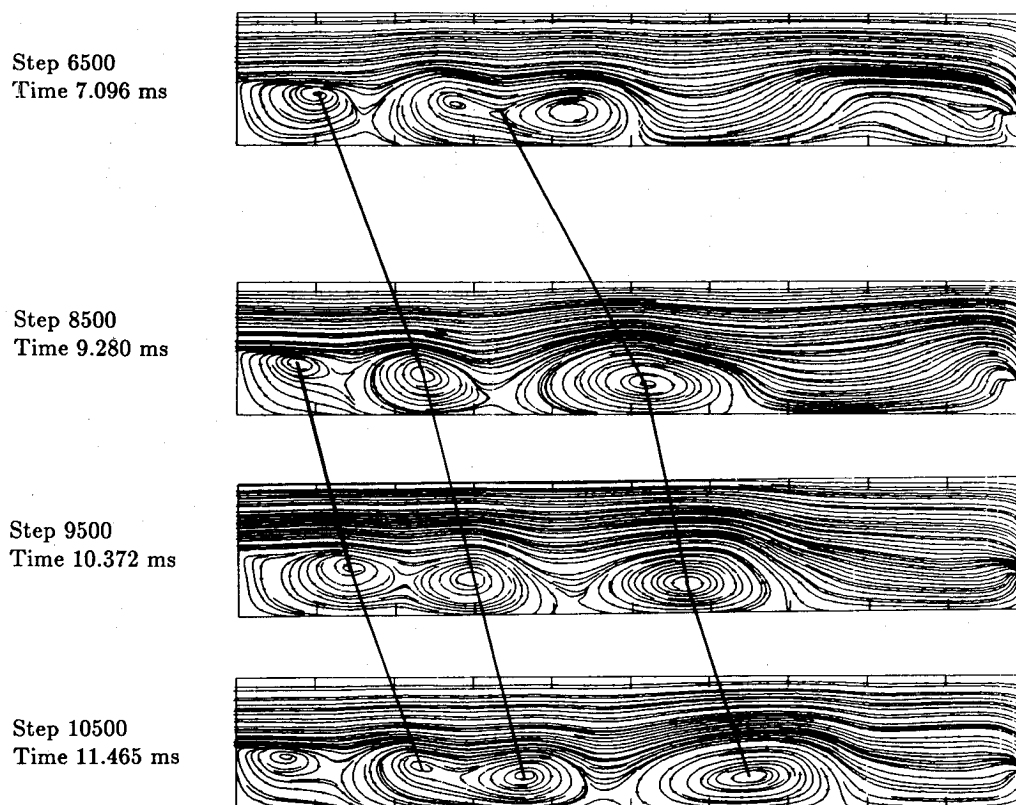 Step 6500
Time 7.096 ms
Step 8500
Time 9.280 ms
Step 9500
Time 10.372 ms
Step 10500
Time 11.465 ms